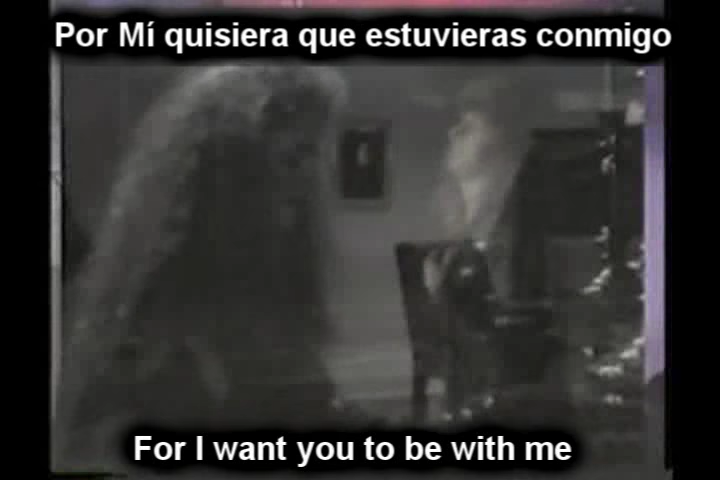 Por Mí quisiera que estuvieras conmigo
For I want you to be with me